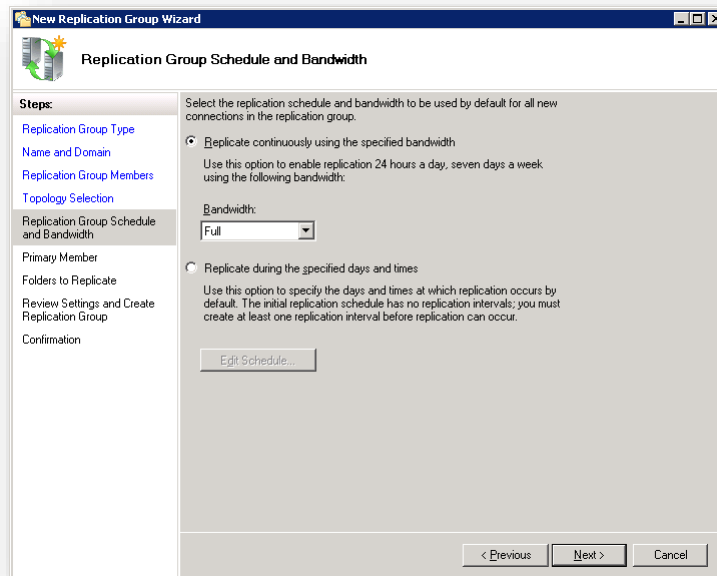 New Replication Group Wizard
Replication Group Schedule and Bandwidth
Steps:
Replication Group Type
Name and Domain
Replication Group Members
Topology Selection
Replication Group Schedule
and Bandwidth
Primary Member
Folders to Replicate
Review Settings and Create
Replication Group
Confirmation
Select the replication schedule and bandwidth to be used by default for all new
connections in the replication group.
Replicate continuously using the specified bandwidth
Use this option to enable replication 24 hours a day, seven days a week
using the following bandwidth:
Bandwidth:
Full
Replicate during the specified days and times
Use this option to specify the days and times at which replication occurs by
default. The initial replication schedule has no replication intervals; you must
create at least one replication interval before replication can occur.
Edit Schedule...
< Previous
Next >
Cancel